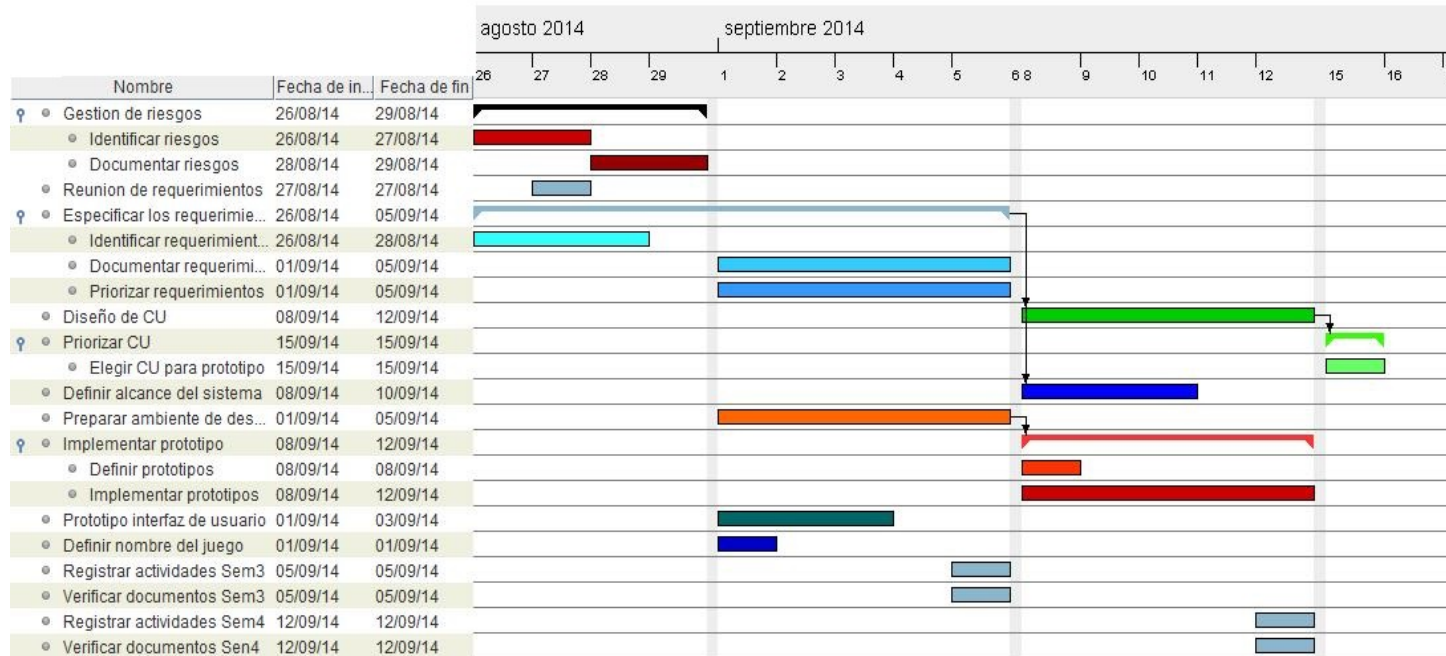 agosto 2014 septiembre 2014
26 27 28 29 1 2 3 4 5 6 8 9 10 11 12 15 16
Nombre Fecha de in... Fecha de fin
Gestion de riesgos 26/08/14 29/08/14
Identificar riesgos 26/08/14 27/08/14
Documentar riesgos 28/08/14 29/08/14
Reunion de requerimientos 27/08/14 27/08/14
Especificar los requerimie... 26/08/14 05/09/14
Identificar requerimient... 26/08/14 28/08/14
Documentar requerimi... 01/09/14 05/09/14
Priorizar requerimientos 01/09/14 05/09/14
Diseño de CU 08/09/14 12/09/14
Priorizar CU 15/09/14 15/09/14
Elegir CU para prototipo 15/09/14 15/09/14
Definir alcance del sistema 08/09/14 10/09/14
Preparar ambiente de des... 01/09/14 05/09/14
Implementar prototipo 08/09/14 12/09/14
Definir prototipos 08/09/14 08/09/14
Implementar prototipos 08/09/14 12/09/14
Prototipo interfaz de usuario 01/09/14 03/09/14
Definir nombre del juego 01/09/14 01/09/14
Registrar actividades Sem3 05/09/14 05/09/14
Verificar documentos Sem3 05/09/14 05/09/14
Registrar actividades Sem4 12/09/14 12/09/14
Verificar documentos Sen4 12/09/14 12/09/14